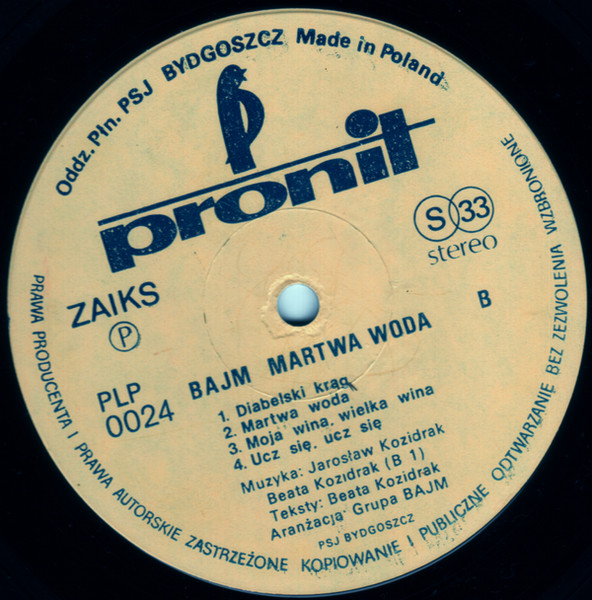 Oddz. Płn. PSJ BYDGOSZCZ Made in Poland
pronit
S 33
stereo
ZAIKS
P
PLP
0024
B
BAJM MARTWA WODA
1. Diabelski krąg
2. Martwa woda
3. Moja wina, wielka wina
4. Ucz się, ucz się
Muzyka: Jarosław Kozidrak
Beata Kozidrak (B 1)
Teksty: Beata Kozidrak
Aranżacja: Grupa BAJM
PSJ BYDGOSZCZ
PRAWA PRODUCENTA I PRAWA AUTORSKIE ZASTRZEŻONE KOPIOWANIE I PUBLICZNE ODTWARZANIE BEZ ZEZWOLENIA WZBRONIONE